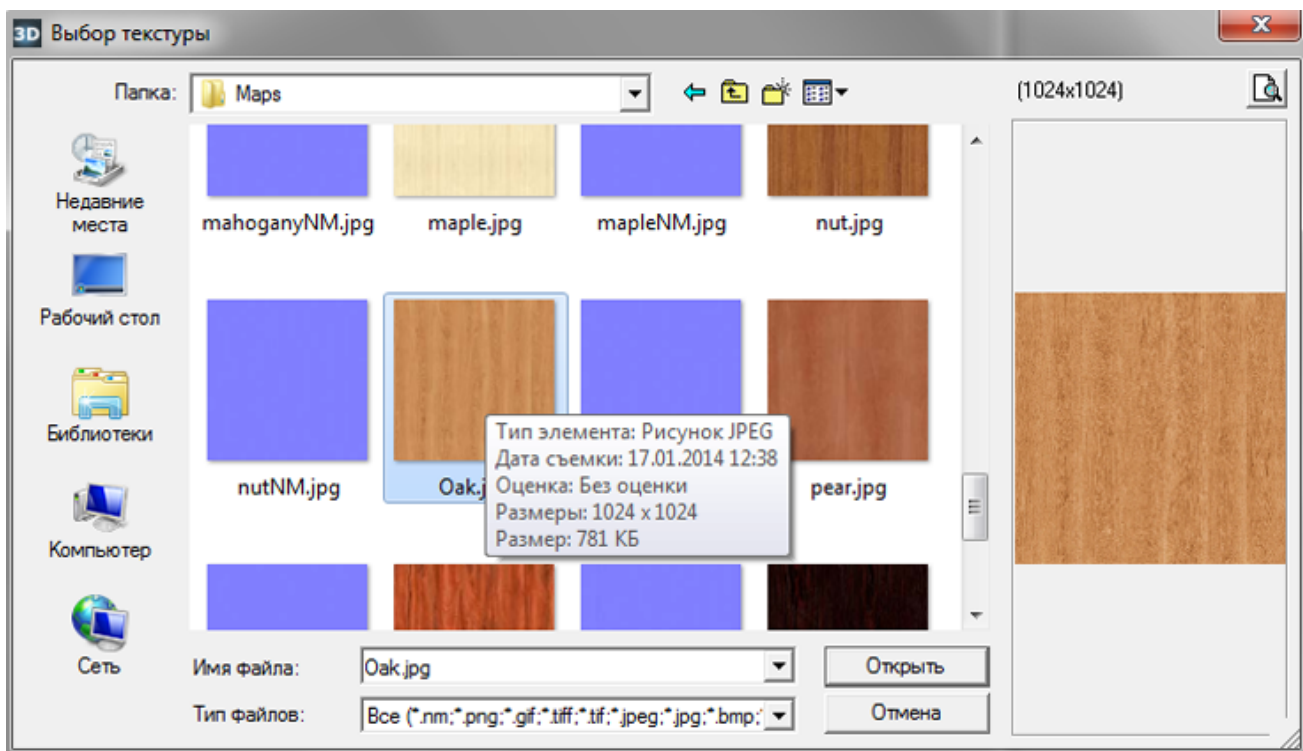 3D Выбор текстуры
Папка: Maps
(1024x1024)
Недавние
места
Рабочий стол
Библиотеки
Компьютер
Сеть
mahoganyNM.jpg maple.jpg mapleNM.jpg nut.jpg
nutNM.jpg Oak.j pear.jpg
Тип элемента: Рисунок JPEG
Дата съемки: 17.01.2014 12:38
Оценка: Без оценки
Размеры: 1024 x 1024
Размер: 781 КБ
Имя файла: Oak.jpg Открыть
Тип файлов: Все (*.nm;*.png;*.gif;*.tiff;*.tif;*.jpeg;*.jpg;*.bmp; Отмена